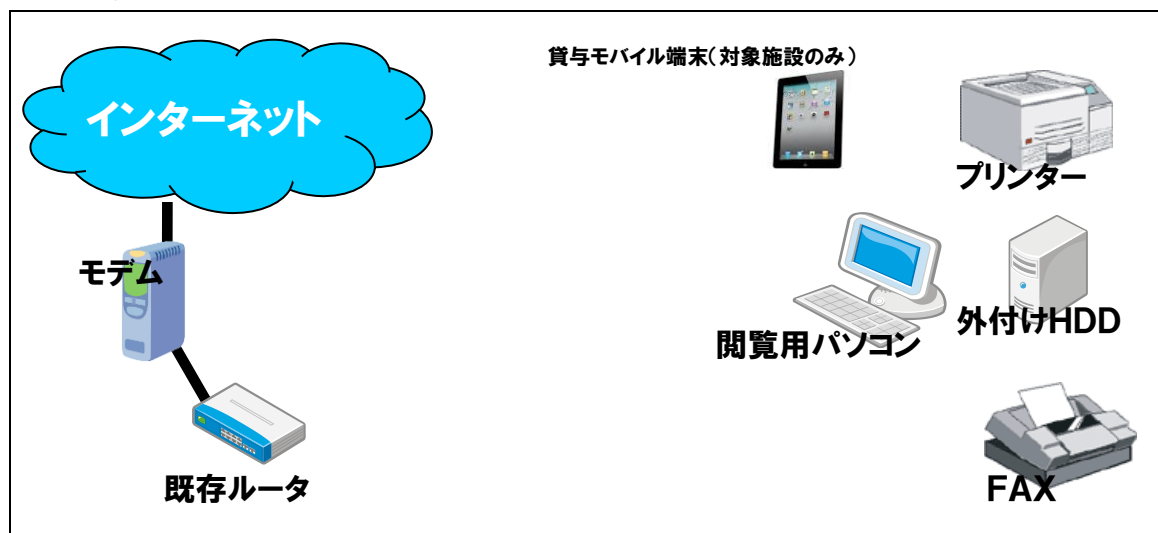 貸与モバイル端末(対象施設のみ)
インターネット
プリンター
モデム
外付けHDD
閲覧用パソコン
既存ルータ
FAX